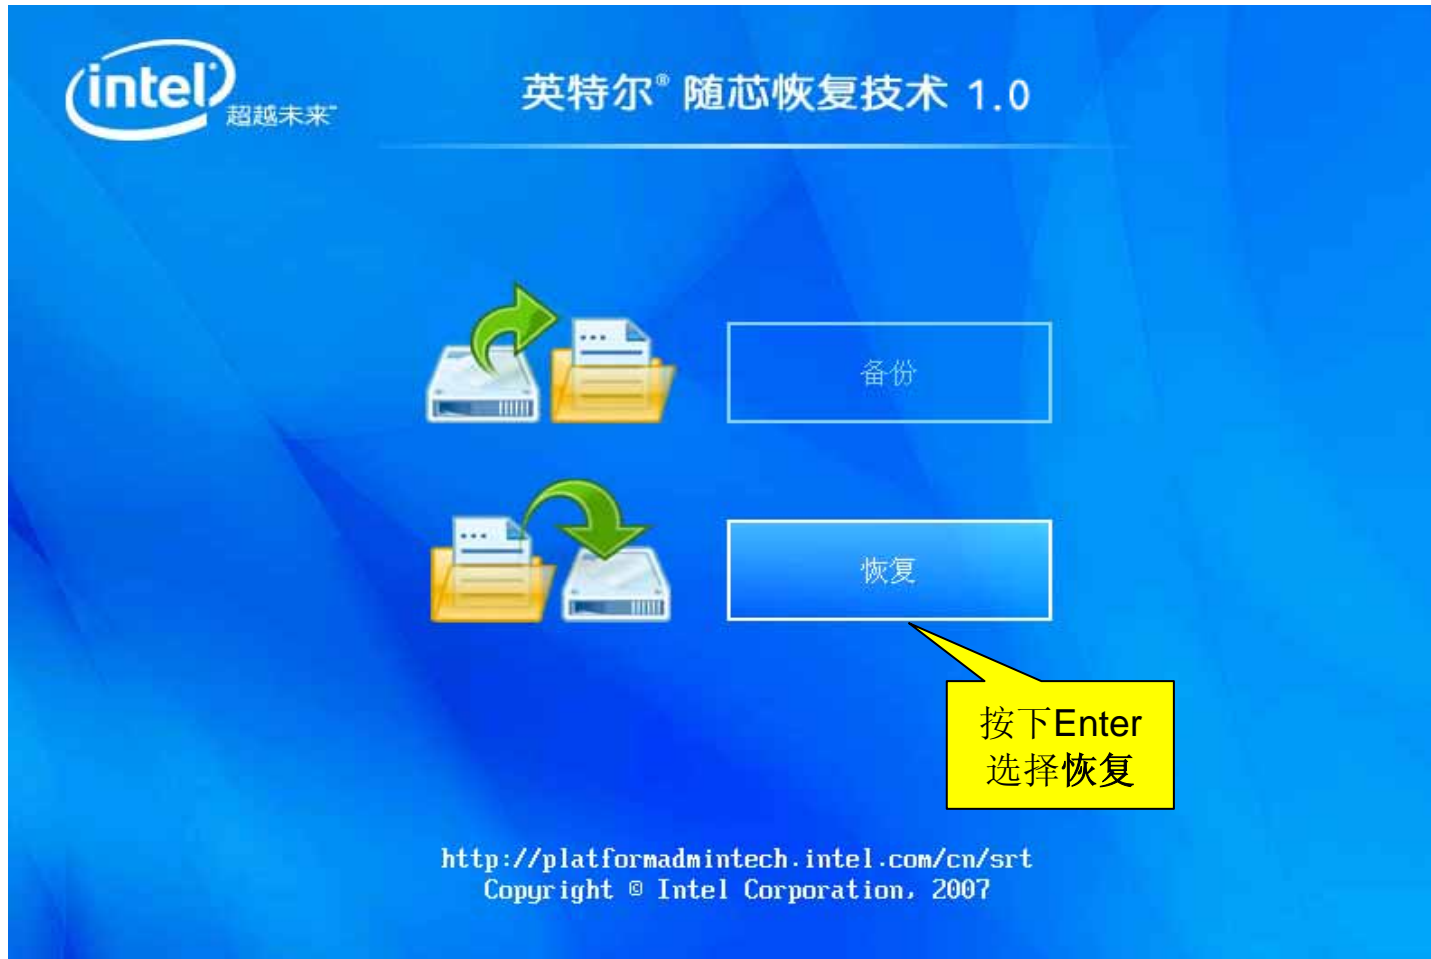 intel
超越未来™
英特尔® 随芯恢复技术 1.0
备份
恢复
按下Enter
选择恢复
http://platformadmintech.intel.com/cn/srt
Copyright © Intel Corporation, 2007